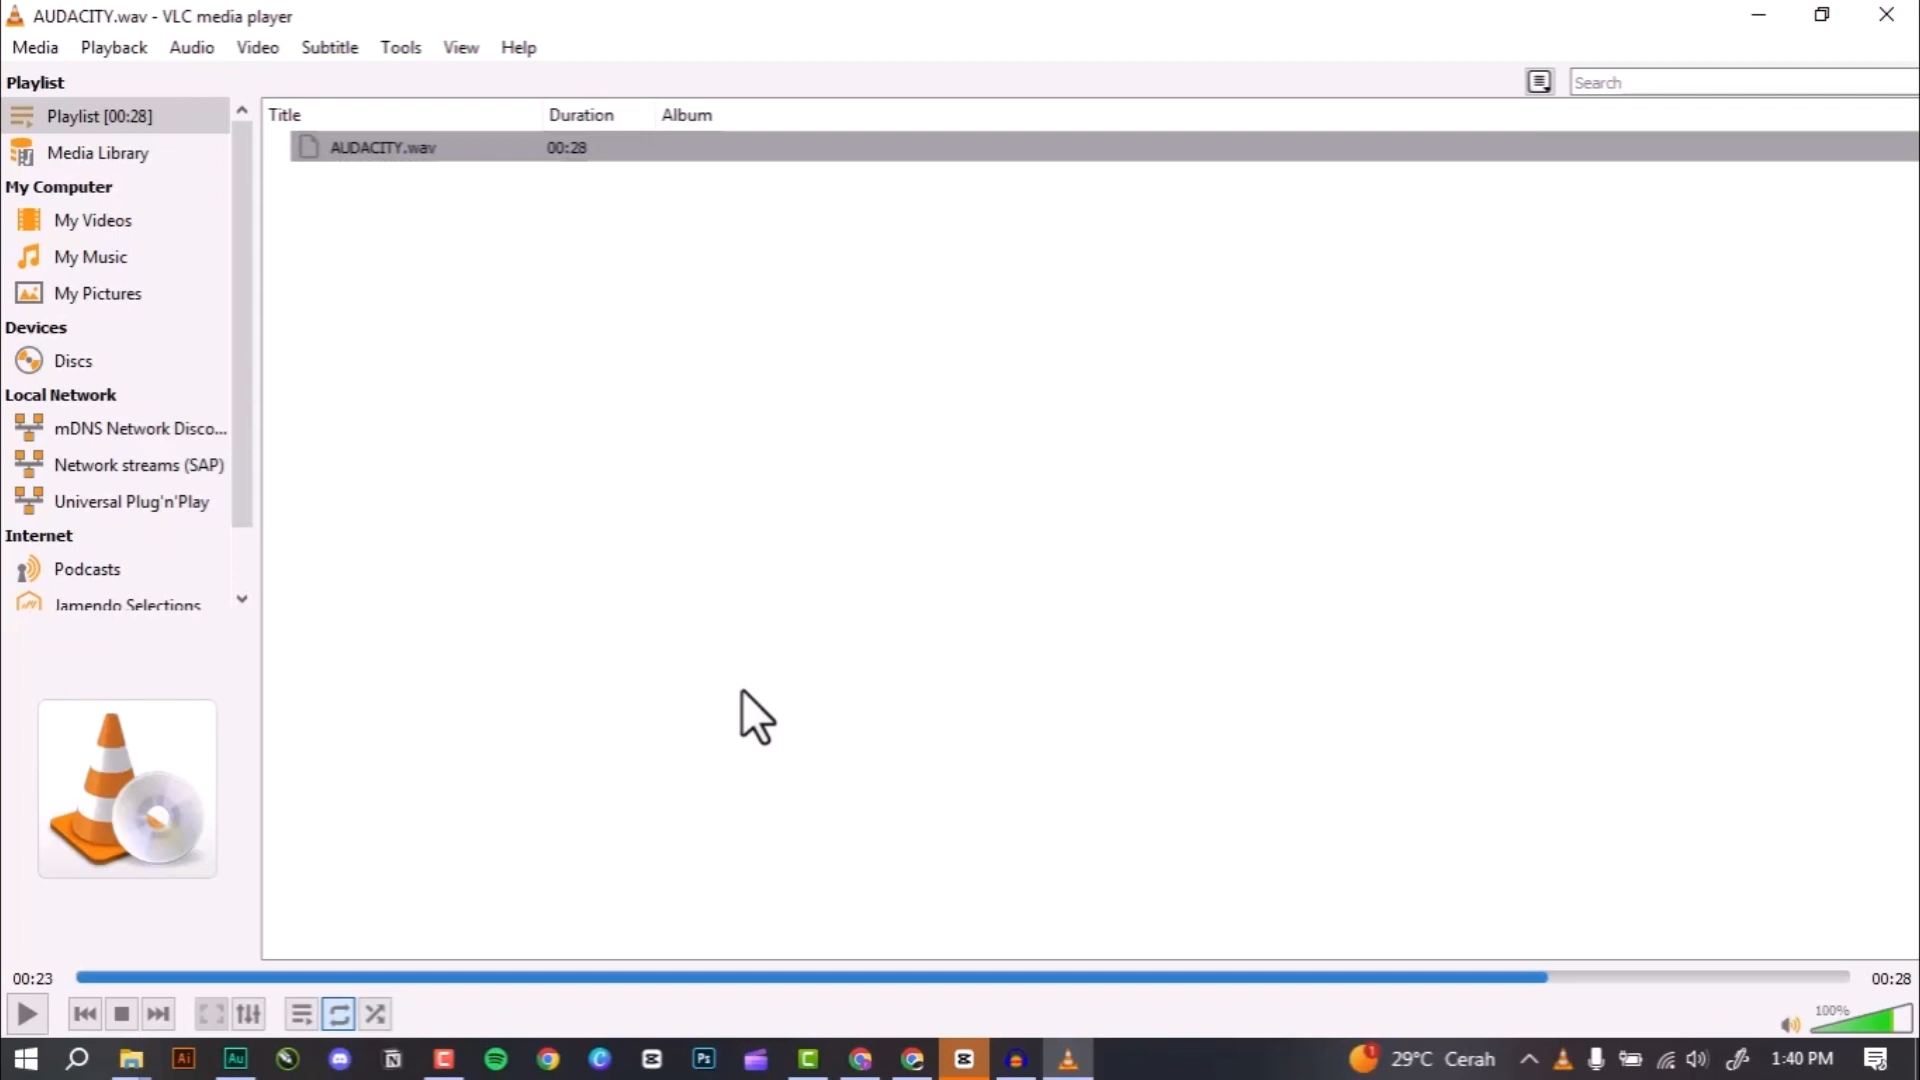 AUDACITY.wav - VLC media player
Media Playback Audio Video Subtitle Tools View Help
Playlist
Search
Playlist [00:28]
Media Library
My Computer
My Videos
My Music
My Pictures
Devices
Discs
Local Network
mDNS Network Disco...
Network streams (SAP)
Universal Plug'n'Play
Internet
Podcasts
Jamendo Selections
Title Duration Album
AUDACITY.wav 00:28
00:23
00:28
100%
Ai
Au
Ps
29°C Cerah
1:40 PM